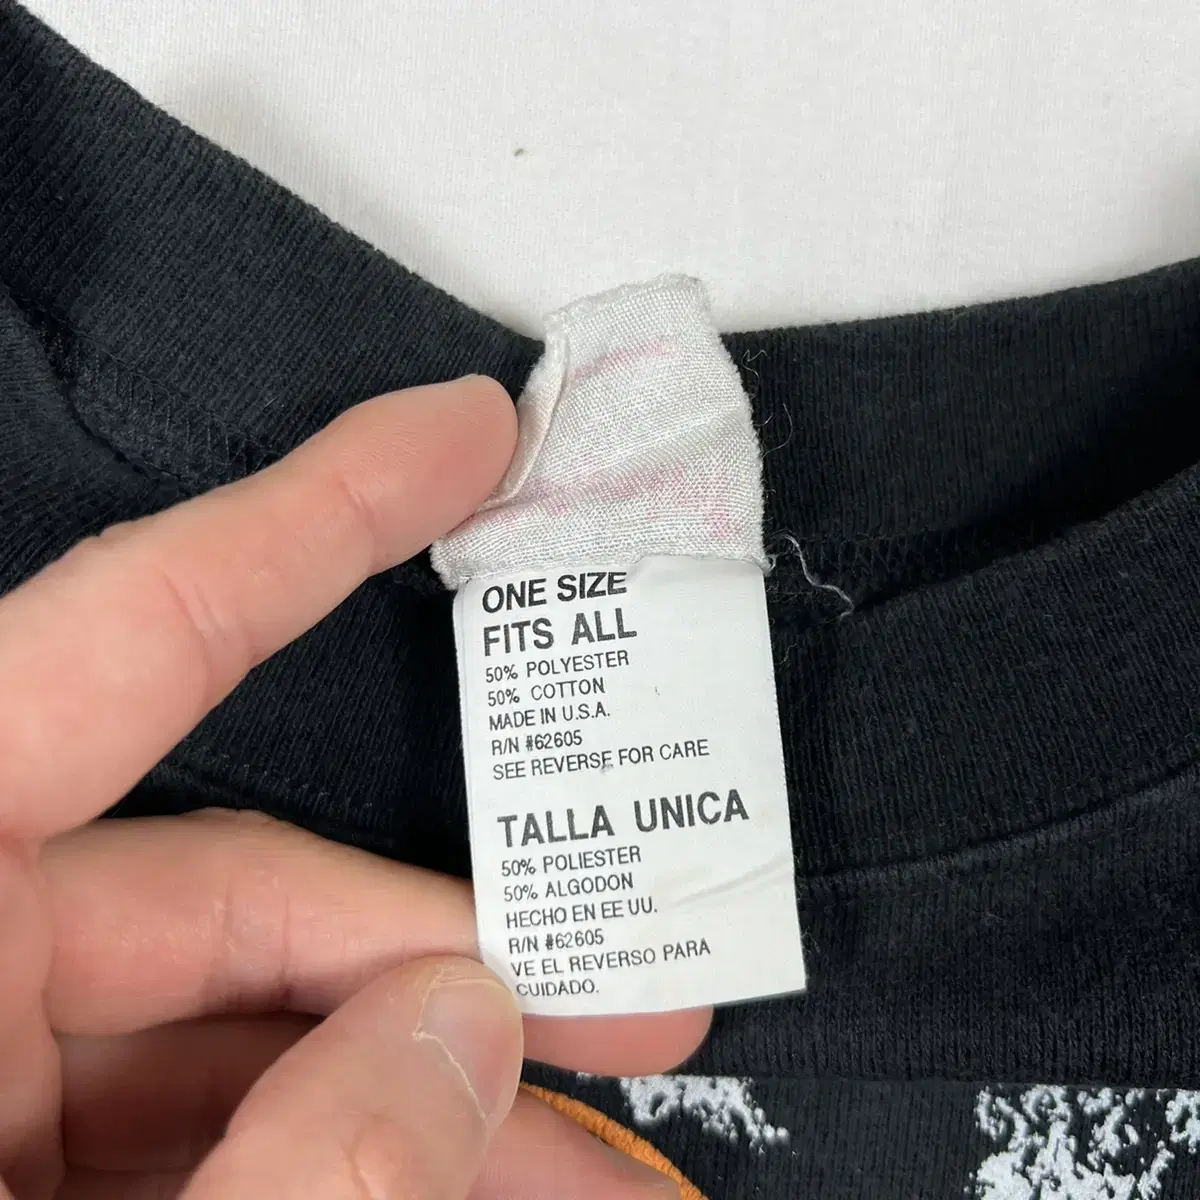 ONE SIZE
FITS ALL
50% POLYESTER
50% COTTON
MADE IN U.S.A.
R/N #62605
SEE REVERSE FOR CARE
TALLA UNICA
50% POLIESTER
50% ALGODON
HECHO EN EE UU.
R/N #62605
VE EL REVERSO PARA
CUIDADO.